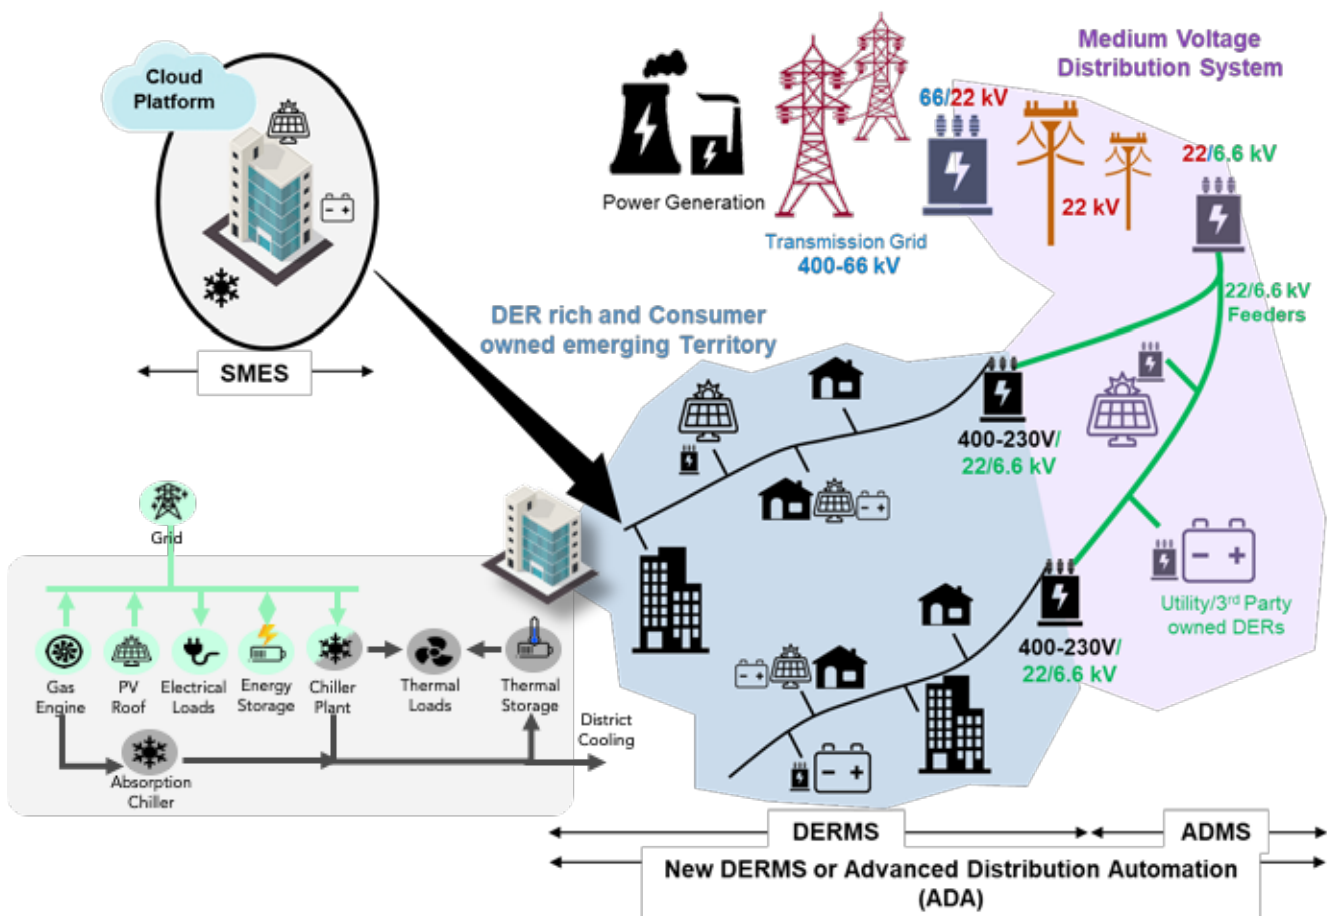 Cloud
Platform
SMES
Power Generation
Transmission Grid
400-66 kV
66/22 kV
22 kV
Medium Voltage
Distribution System
22/6.6 kV
22/6.6 kV
Feeders
DER rich and Consumer
owned emerging Territory
400-230V/
22/6.6 kV
Utility/3rd Party
owned DERs
400-230V/
22/6.6 kV
Grid
Gas
Engine
PV
Roof
Electrical
Loads
Energy
Storage
Chiller
Plant
Thermal
Loads
Thermal
Storage
District
Cooling
Absorption
Chiller
DERMS
ADMS
New DERMS or Advanced Distribution Automation
(ADA)